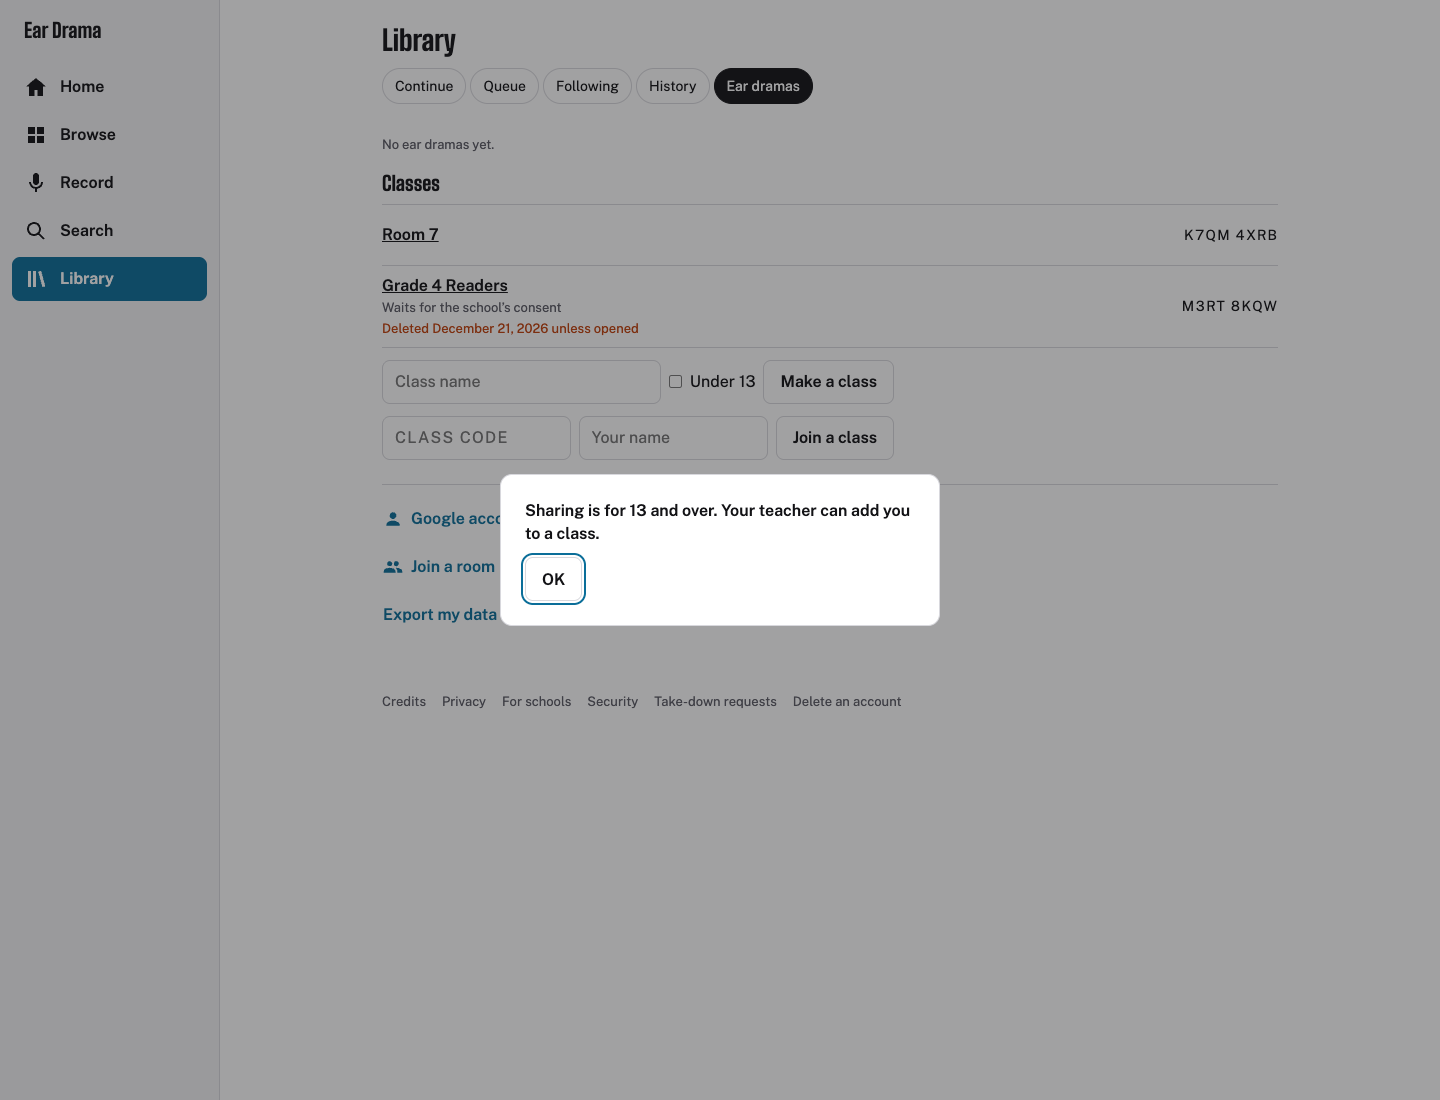 Ear Drama
Home
Browse
Record
Search
Library
Library
Continue
Queue
Following
History
Ear dramas
No ear dramas yet.
Classes
Room 7
K7QM 4XRB
Grade 4 Readers
Waits for the school's consent
Deleted December 21, 2026 unless opened
M3RT 8KQW
Class name
Under 13
Make a class
CLASS CODE
Your name
Join a class
Sharing is for 13 and over. Your teacher can add you
to a class.
OK
Google acco
Join a room
Export my data
Credits
Privacy
For schools
Security
Take-down requests
Delete an account